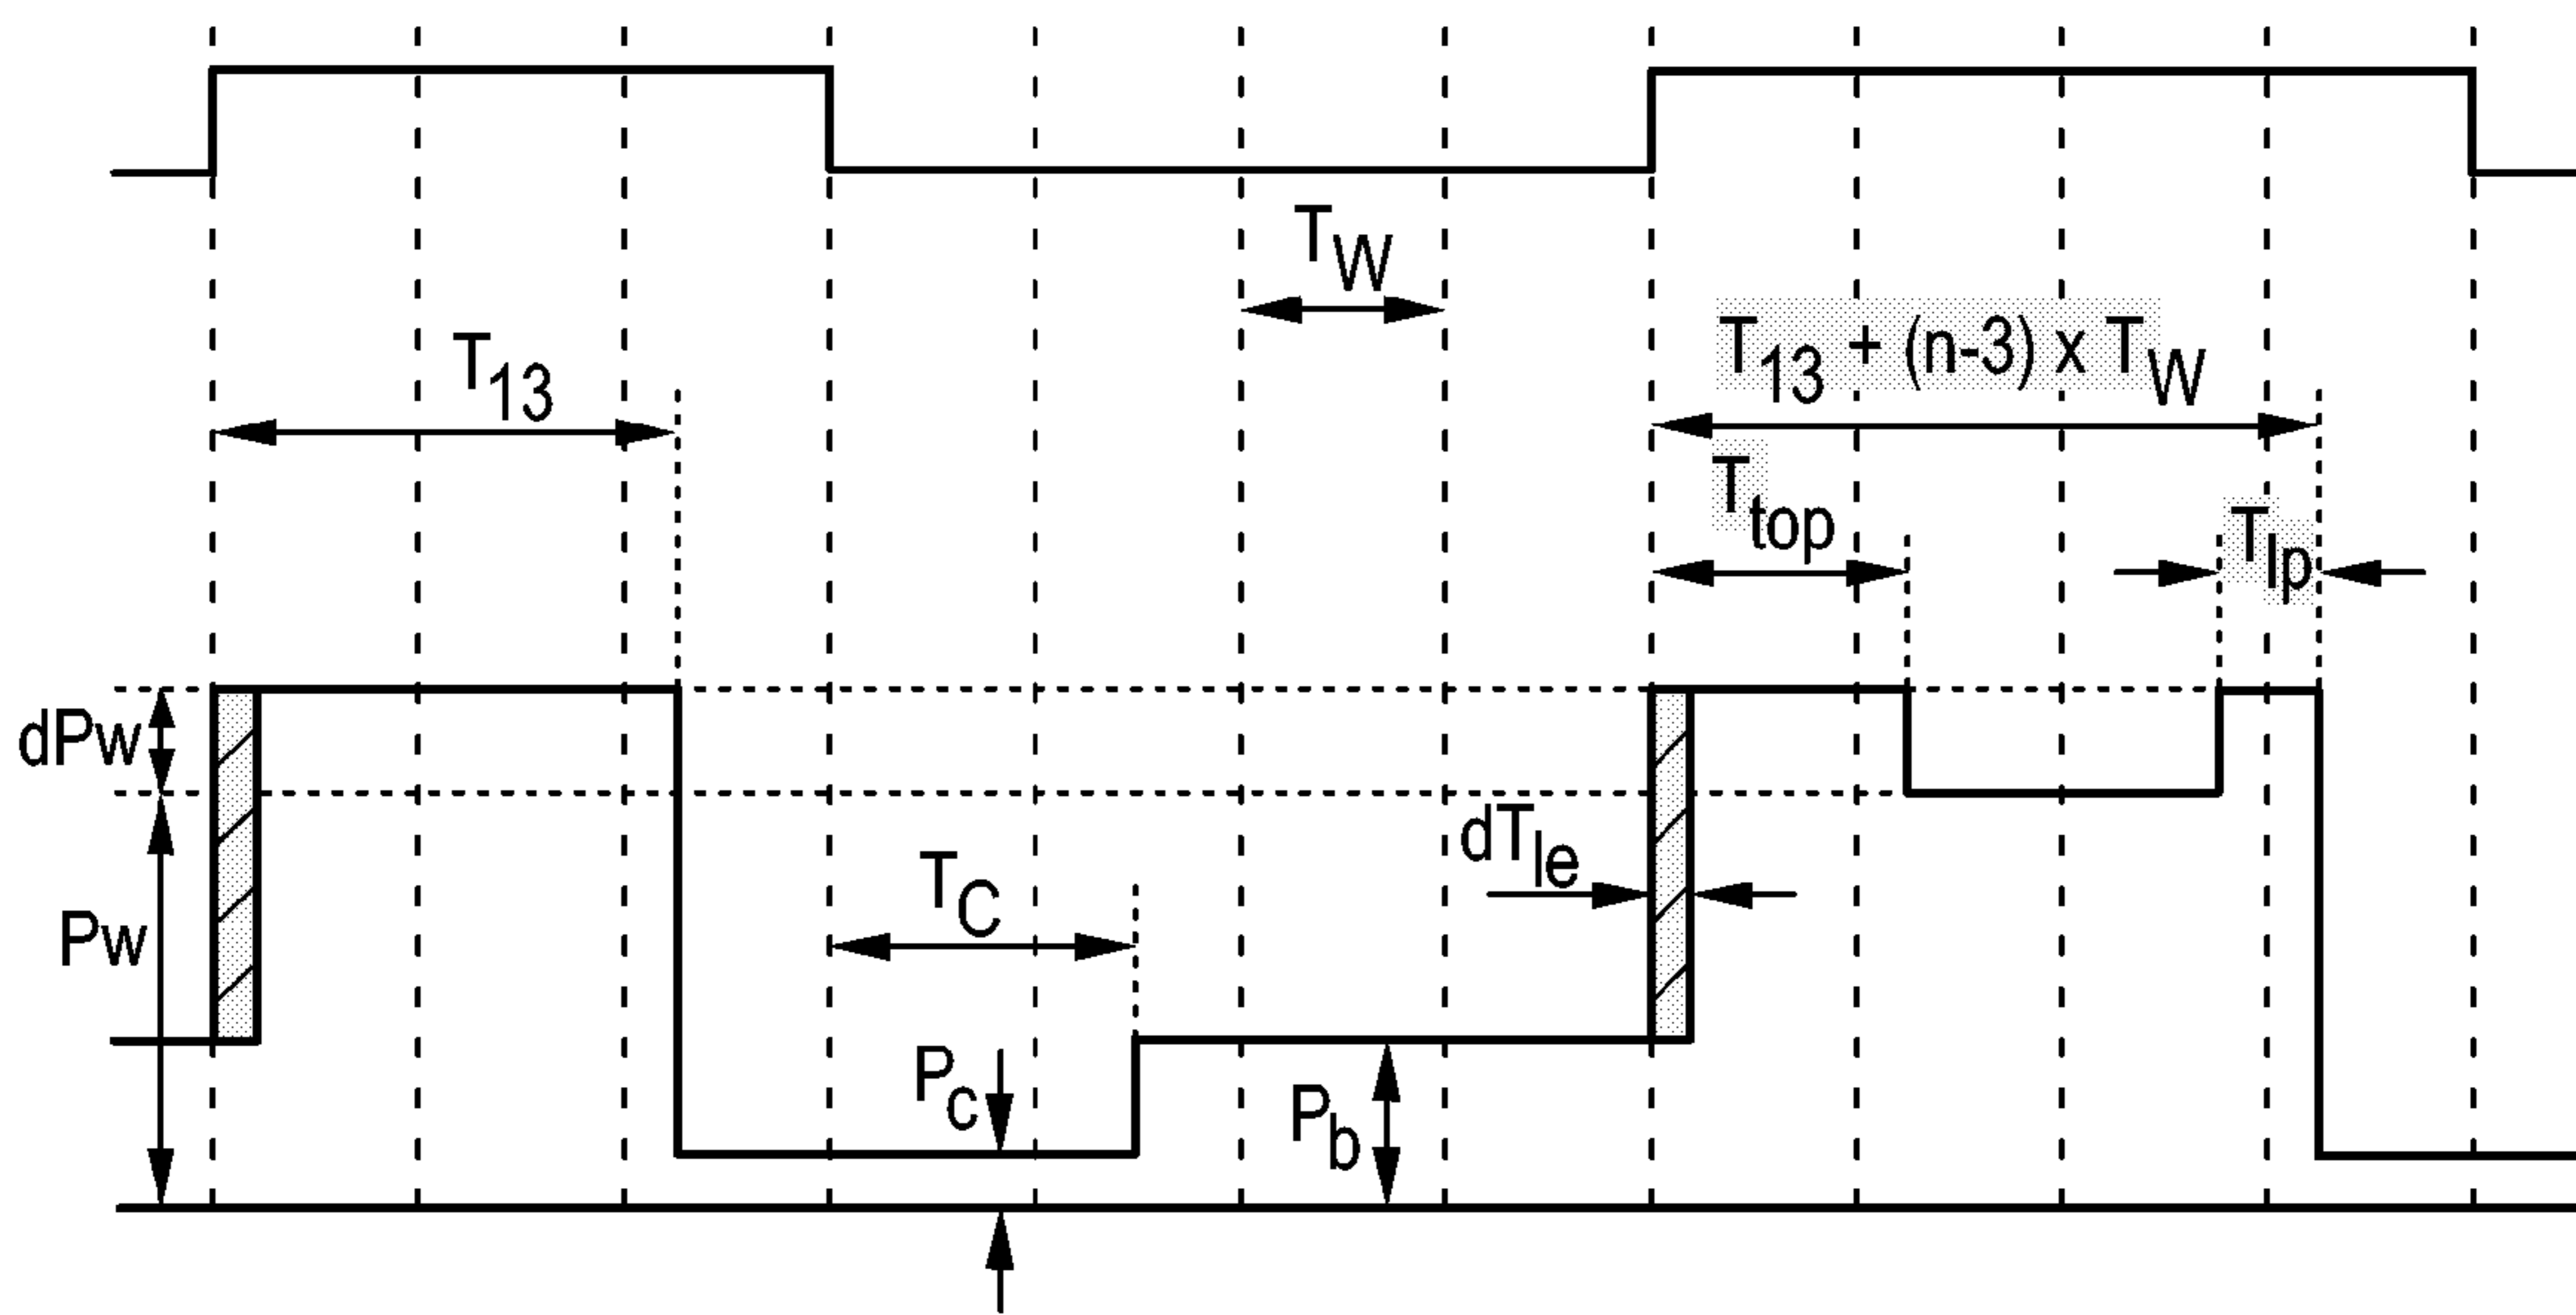 T_W
T_13 + (n-3) x T_W
T_13
T_top
T_lp
dPw
dT_le
T_C
Pw
P_c
P_b